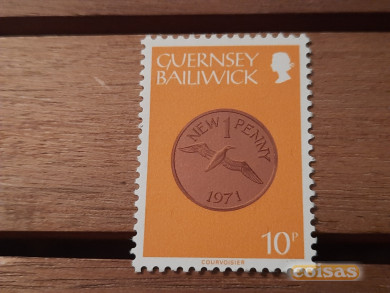 GUERNSEY
BAILIWICK
NEW 1 PENNY
1971
10P
COURVOISIER
coisas